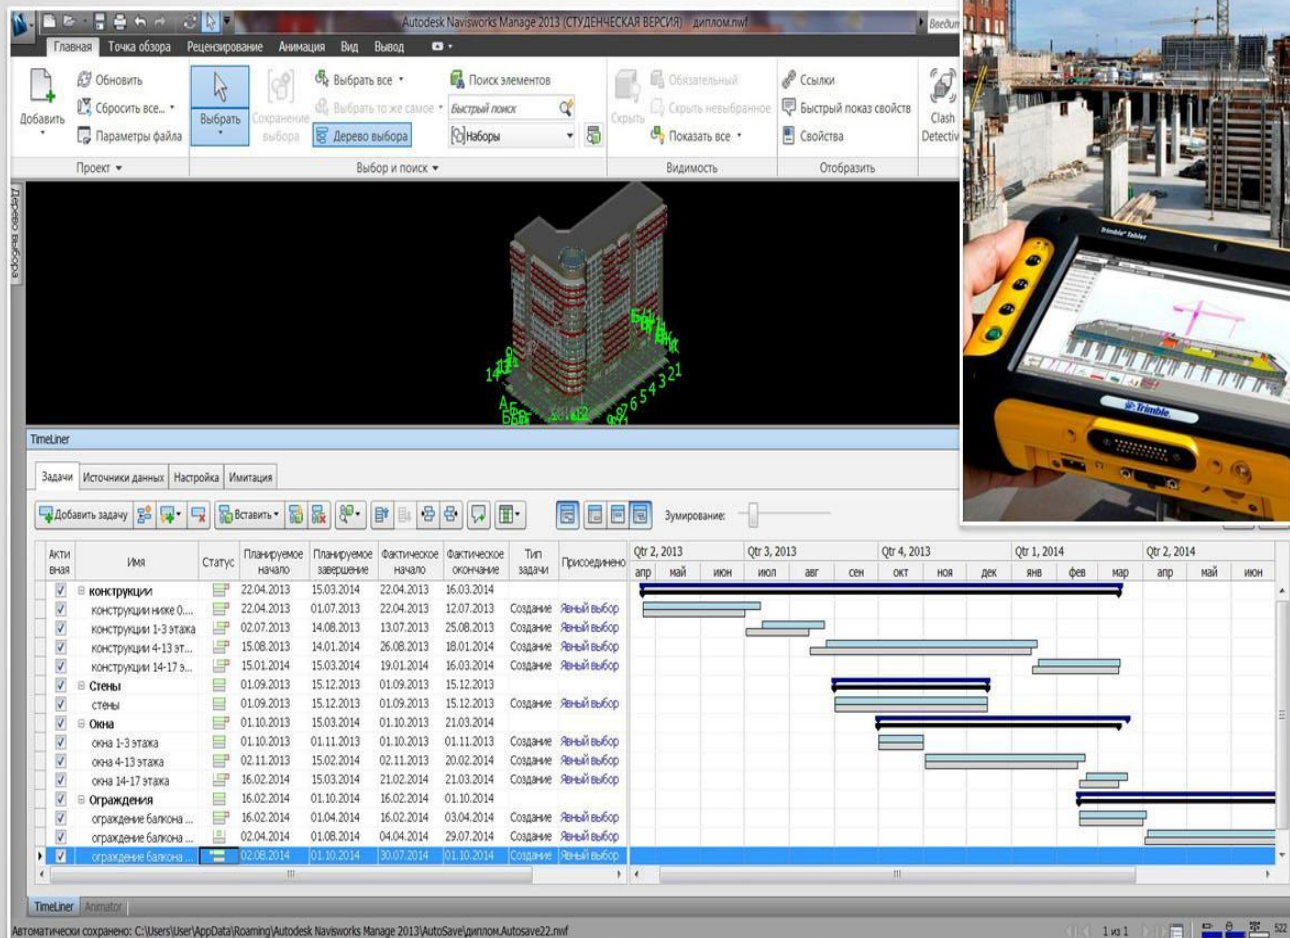 Autodesk Navisworks Manage 2013 (СТУДЕНЧЕСКАЯ ВЕРСИЯ) диплом.nwf
Главная Точка обзора Рецензирование Анимация Вид Вывод
Добавить
Обновить
Сбросить все...
Параметры файла
Проект
Выбрать
Сохранение выбора
Выбрать все
Выбрать то же самое
Дерево выбора
Поиск элементов
Быстрый поиск
Наборы
Выбор и поиск
Скрыть
Обязательный
Скрыть невыбранное
Показать все
Видимость
Ссылки
Быстрый показ свойств
Свойства
Отобразить
Clash
Detective
Дерево выбора
Trimble Tablet
Trimble
TimeLiner
Задачи Источники данных Настройка Имитация
Добавить задачу Вставить Зумирование:
Активная Имя Статус Планируемое начало Планируемое завершение Фактическое начало Фактическое окончание Тип задачи Присоединено
Qtr 2, 2013 Qtr 3, 2013 Qtr 4, 2013 Qtr 1, 2014 Qtr 2, 2014
апр май июн июл авг сен окт ноя дек янв фев мар апр май июн
конструкции 22.04.2013 15.03.2014 22.04.2013 16.03.2014
конструкции ниже 0.... 22.04.2013 01.07.2013 22.04.2013 12.07.2013 Создание Явный выбор
конструкции 1-3 этажа 02.07.2013 14.08.2013 13.07.2013 25.08.2013 Создание Явный выбор
конструкции 4-13 эт... 15.08.2013 14.01.2014 26.08.2013 18.01.2014 Создание Явный выбор
конструкции 14-17 э... 15.01.2014 15.03.2014 19.01.2014 16.03.2014 Создание Явный выбор
Стены 01.09.2013 15.12.2013 01.09.2013 15.12.2013
стены 01.09.2013 15.12.2013 01.09.2013 15.12.2013 Создание Явный выбор
Окна 01.10.2013 15.03.2014 01.10.2013 21.03.2014
окна 1-3 этажа 01.10.2013 01.11.2013 01.10.2013 01.11.2013 Создание Явный выбор
окна 4-13 этажа 02.11.2013 15.02.2014 02.11.2013 20.02.2014 Создание Явный выбор
окна 14-17 этажа 16.02.2014 15.03.2014 21.02.2014 21.03.2014 Создание Явный выбор
Ограждения 16.02.2014 01.10.2014 16.02.2014 01.10.2014
ограждение балкона ... 16.02.2014 01.04.2014 16.02.2014 03.04.2014 Создание Явный выбор
ограждение балкона ... 02.04.2014 01.08.2014 04.04.2014 29.07.2014 Создание Явный выбор
ограждение балкона ... 02.08.2014 01.10.2014 30.07.2014 01.10.2014 Создание Явный выбор
TimeLiner Animator
Автоматически сохранено: C:\Users\User\AppData\Roaming\Autodesk Navisworks Manage 2013\AutoSave\диплом.Autosave22.nwf
1 из 1
522